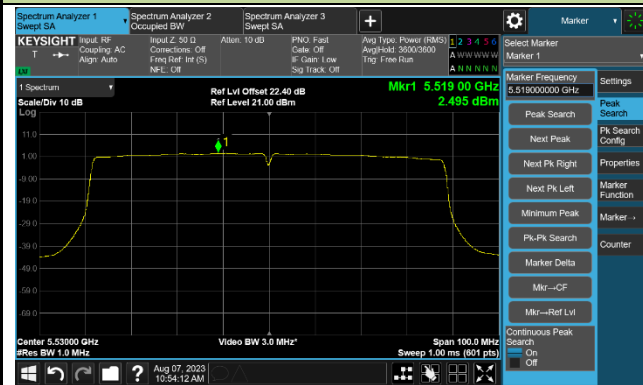 Spectrum Analyzer 1
Swept SA
Spectrum Analyzer 2
Occupied BW
Spectrum Analyzer 3
Swept SA
+
Marker
KEYSIGHT
T
LM
Input: RF
Coupling: AC
Align: Auto
Input Z: 50 Ω
Corrections: Off
Freq Ref: Int (S)
NFE: Off
Atten: 10 dB
PNO: Fast
Gate: Off
IF Gain: Low
Sig Track: Off
Avg Type: Power (RMS)
Avg|Hold: 3600/3600
Trig: Free Run
1 2 3 4 5 6
A W W W W W
A N N N N N
Select Marker
Marker 1
1 Spectrum
Scale/Div 10 dB
Log
Ref Lvl Offset 22.40 dB
Ref Level 21.00 dBm
Mkr1 5.519 00 GHz
2.495 dBm
1
11.0
1.00
-9.00
-19.0
-29.0
-39.0
-49.0
-59.0
-69.0
Center 5.53000 GHz
#Res BW 1.0 MHz
Video BW 3.0 MHz*
Span 100.0 MHz
Sweep 1.00 ms (601 pts)
Marker Frequency
5.519000000 GHz
Peak Search
Next Peak
Next Pk Right
Next Pk Left
Minimum Peak
Pk-Pk Search
Marker Delta
Mkr→CF
Mkr→Ref Lvl
Continuous Peak
Search
On
Off
Settings
Peak
Search
Pk Search
Config
Properties
Marker
Function
Marker→
Counter
?
Aug 07, 2023
10:54:12 AM